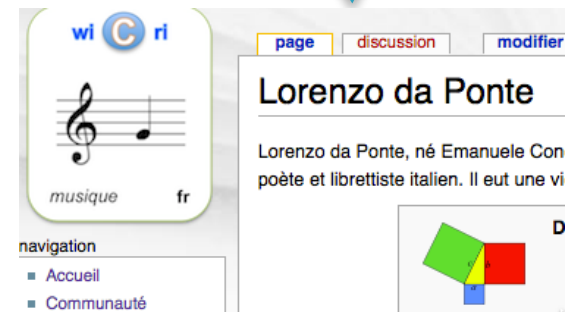 wi C ri
musique fr
navigation
Accueil
Communauté
page discussion modifier
Lorenzo da Ponte
Lorenzo da Ponte, né Emanuele Con
poète et librettiste italien. Il eut une vi
D